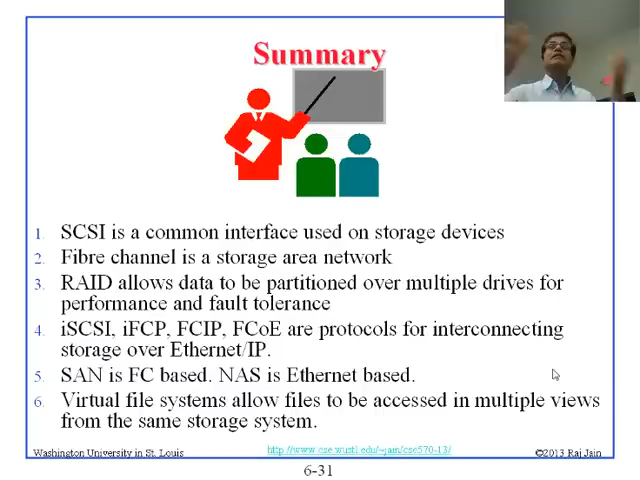 Summary
1. SCSI is a common interface used on storage devices
2. Fibre channel is a storage area network
3. RAID allows data to be partitioned over multiple drives for
performance and fault tolerance
4. iSCSI, iFCP, FCIP, FCoE are protocols for interconnecting
storage over Ethernet/IP.
5. SAN is FC based. NAS is Ethernet based.
6. Virtual file systems allow files to be accessed in multiple views
from the same storage system.
Washington University in St. Louis
http://www.cse.wustl.edu/~jain/cse570-13/
©2013 Raj Jain
6-31